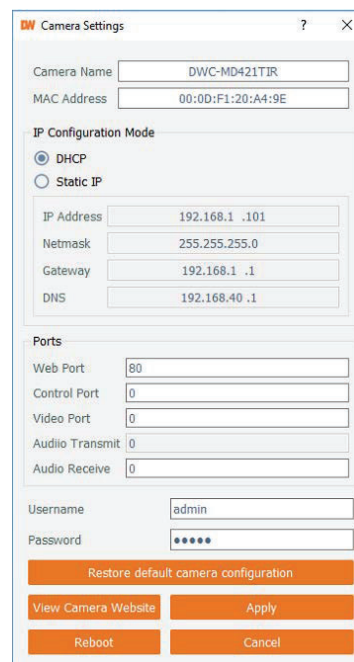 DW Camera Settings ? ×
Camera Name DWC-MD421TIR
MAC Address 00:0D:F1:20:A4:9E
IP Configuration Mode
DHCP
Static IP
IP Address 192.168.1 .101
Netmask 255.255.255.0
Gateway 192.168.1 .1
DNS 192.168.40 .1
Ports
Web Port 80
Control Port 0
Video Port 0
Audiio Transmit 0
Audio Receive 0
Username admin
Password •••••
Restore default camera configuration
View Camera Website Apply
Reboot Cancel